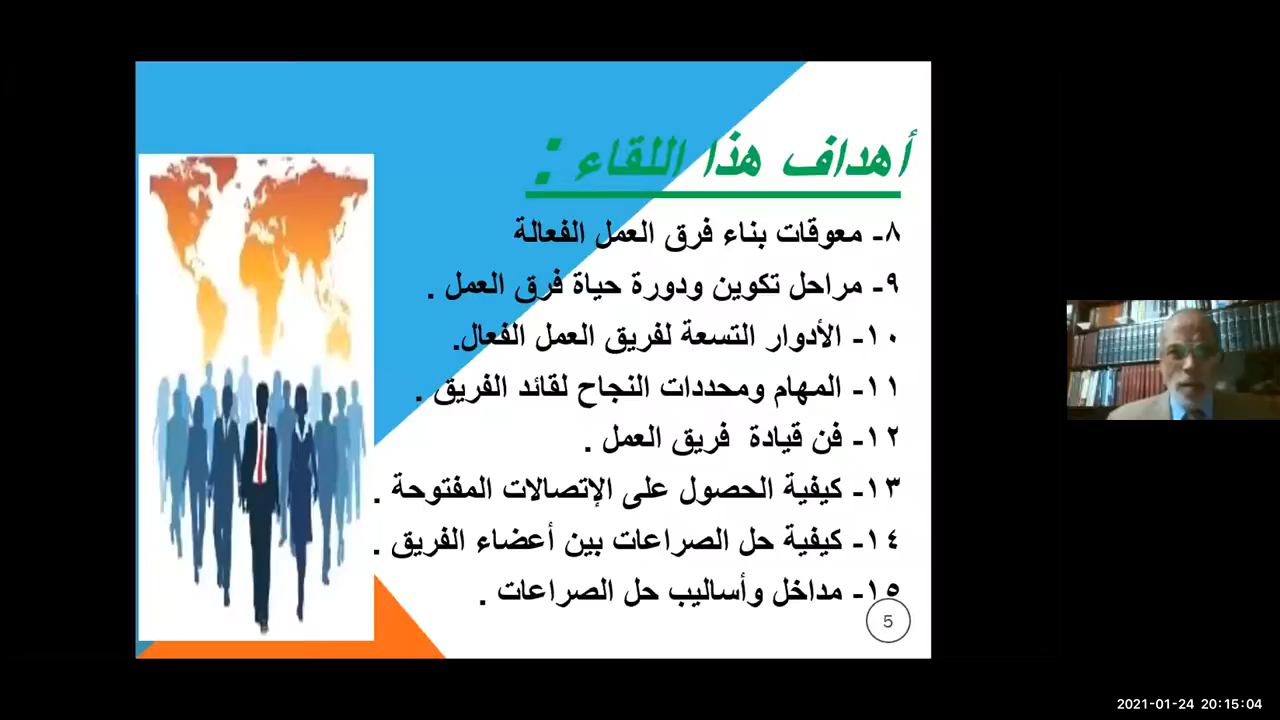 أهداف هذا اللقاء :
٨- معوقات بناء فرق العمل الفعالة
٩- مراحل تكوين ودورة حياة فرق العمل .
١٠- الأدوار التسعة لفريق العمل الفعال.
١١- المهام ومحددات النجاح لقائد الفريق .
١٢- فن قيادة فريق العمل .
١٣- كيفية الحصول على الإتصالات المفتوحة .
١٤- كيفية حل الصراعات بين أعضاء الفريق .
١٥- مداخل وأساليب حل الصراعات .
5
2021-01-24 20:15:04